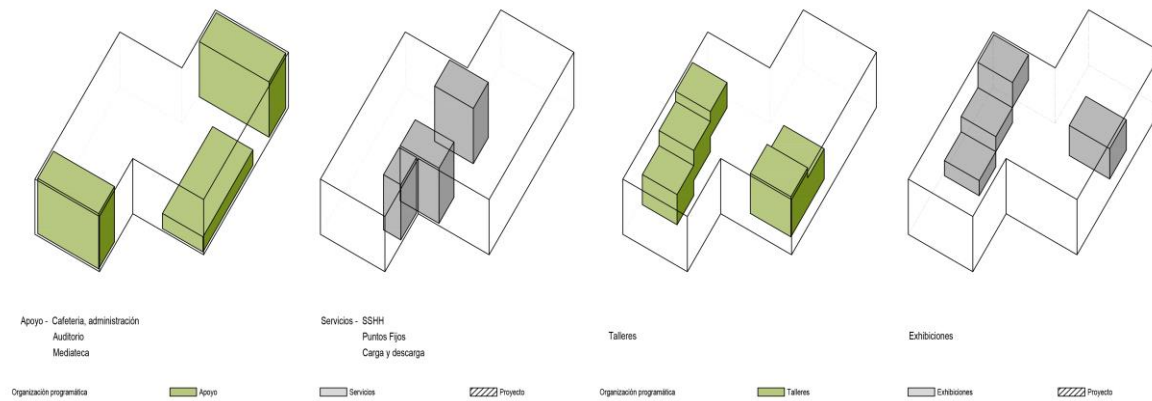 Apoyo - Cafeteria, administración
Auditorio
Mediateca
Servicios - SSHH
Puntos Fijos
Carga y descarga
Talleres
Exhibiciones
Organización programática
Apoyo
Servicios
Proyecto
Organización programática
Talleres
Exhibiciones
Proyecto